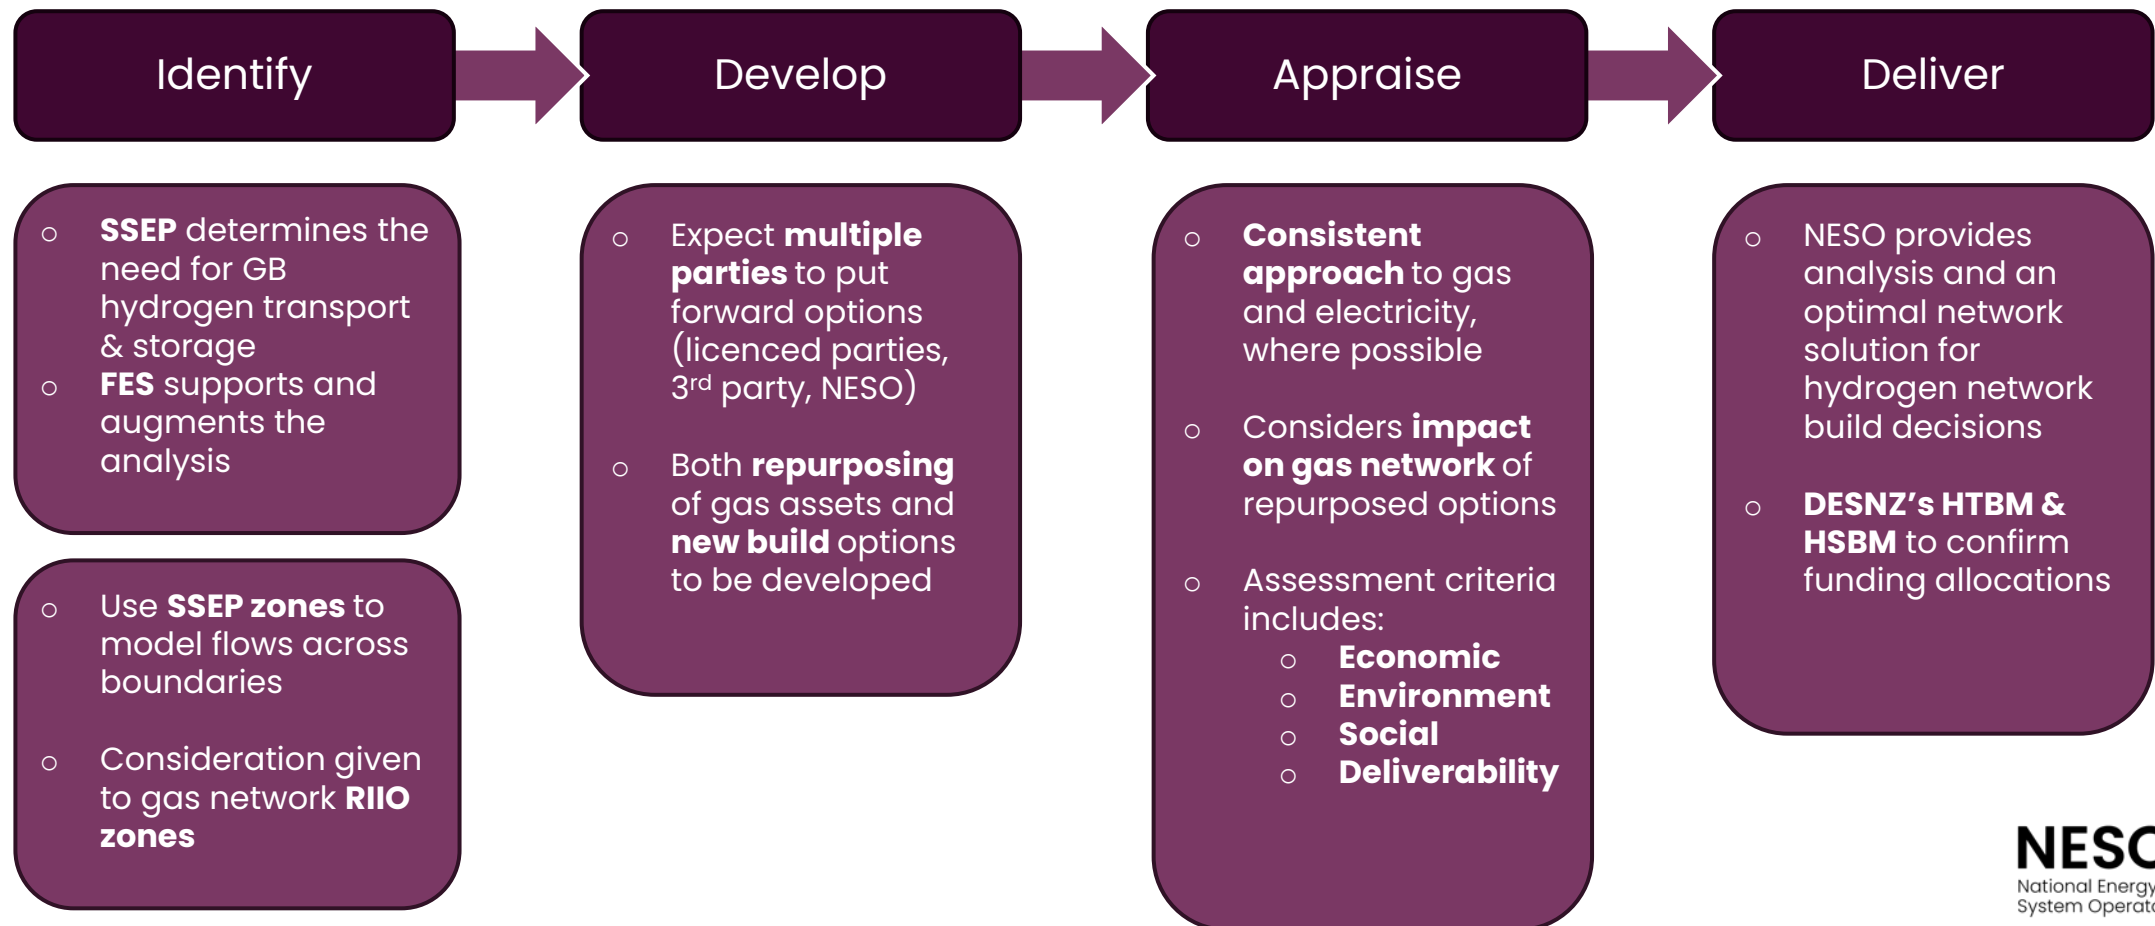 Identify
Develop
Appraise
Deliver
○ SSEP determines the
need for GB
hydrogen transport
& storage
○ FES supports and
augments the
analysis
○ Use SSEP zones to
model flows across
boundaries
○ Consideration given
to gas network RIIO
zones
○ Expect multiple
parties to put
forward options
(licenced parties,
3rd party, NESO)
○ Both repurposing
of gas assets and
new build options
to be developed
○ Consistent
approach to gas
and electricity,
where possible
○ Considers impact
on gas network of
repurposed options
○ Assessment criteria
includes:
○ Economic
○ Environment
○ Social
○ Deliverability
○ NESO provides
analysis and an
optimal network
solution for
hydrogen network
build decisions
○ DESNZ's HTBM &
HSBM to confirm
funding allocations
NESO
National Energy
System Operato